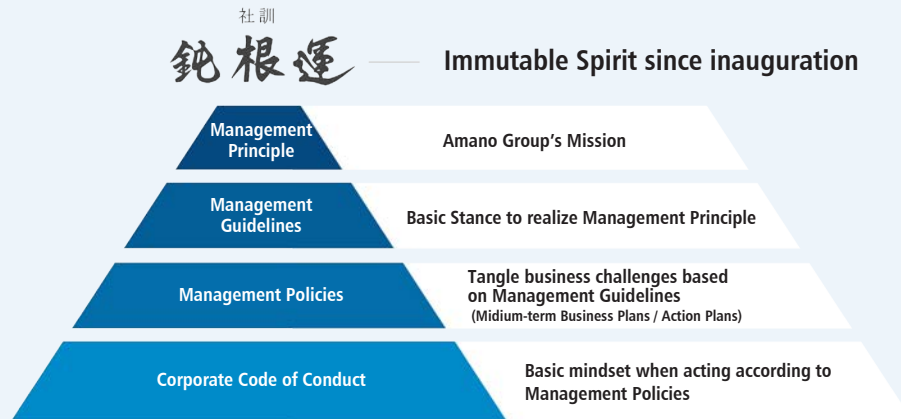 社訓
鈍根運
Immutable Spirit since inauguration
Management
Principle
Amano Group’s Mission
Management
Guidelines
Basic Stance to realize Management Principle
Management Policies
Tangle business challenges based
on Management Guidelines
(Midium-term Business Plans / Action Plans)
Corporate Code of Conduct
Basic mindset when acting according to
Management Policies